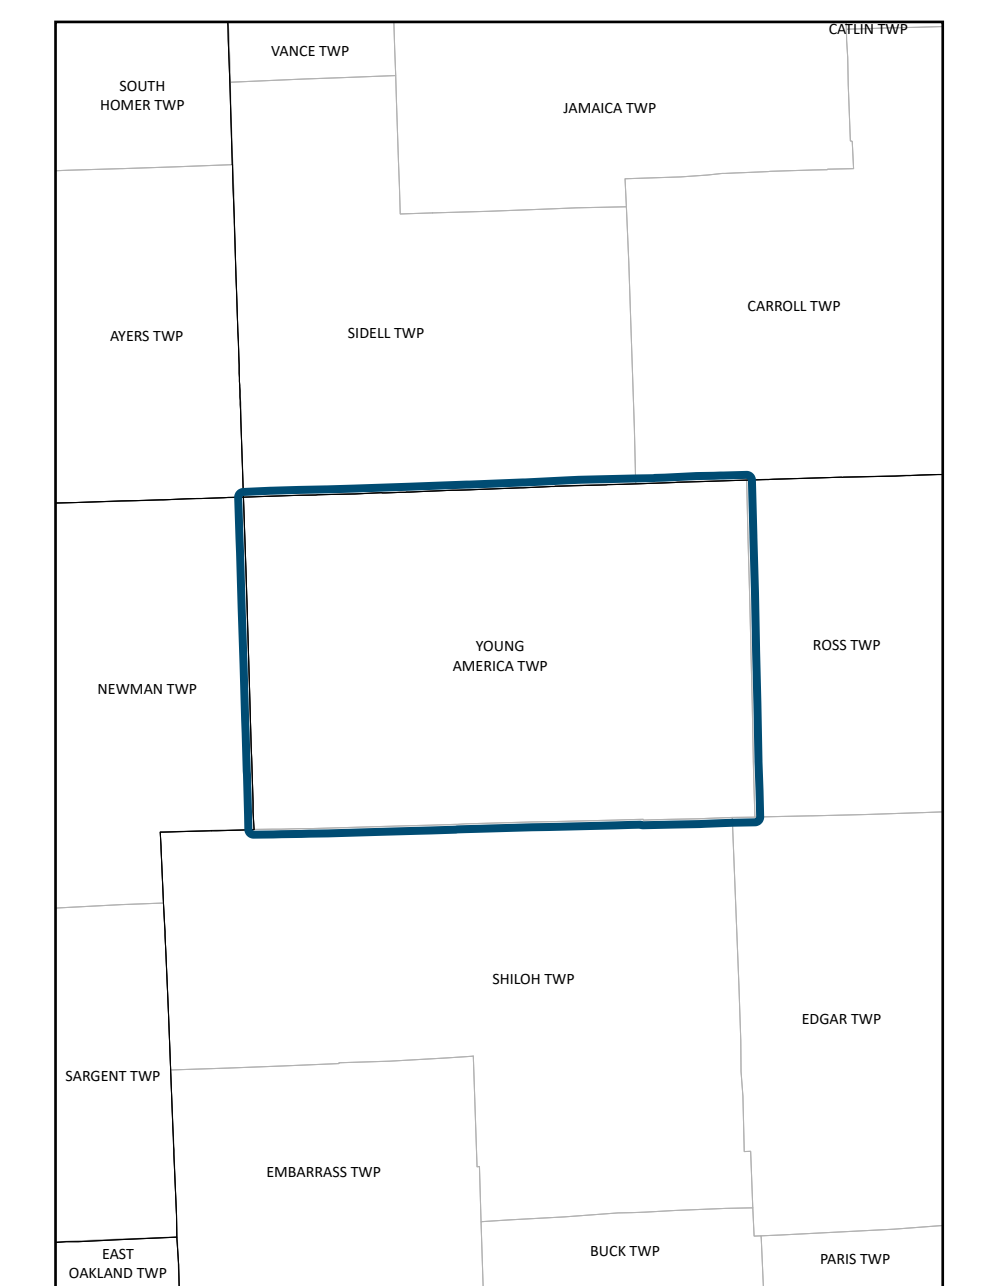 CATLIN TWP
VANCE TWP
SOUTH
HOMER TWP
JAMAICA TWP
CARROLL TWP
SIDELL TWP
AYERS TWP
YOUNG
AMERICA TWP
ROSS TWP
NEWMAN TWP
SHILOH TWP
EDGAR TWP
SARGENT TWP
EMBARRASS TWP
BUCK TWP
EAST
OAKLAND TWP
PARIS TWP